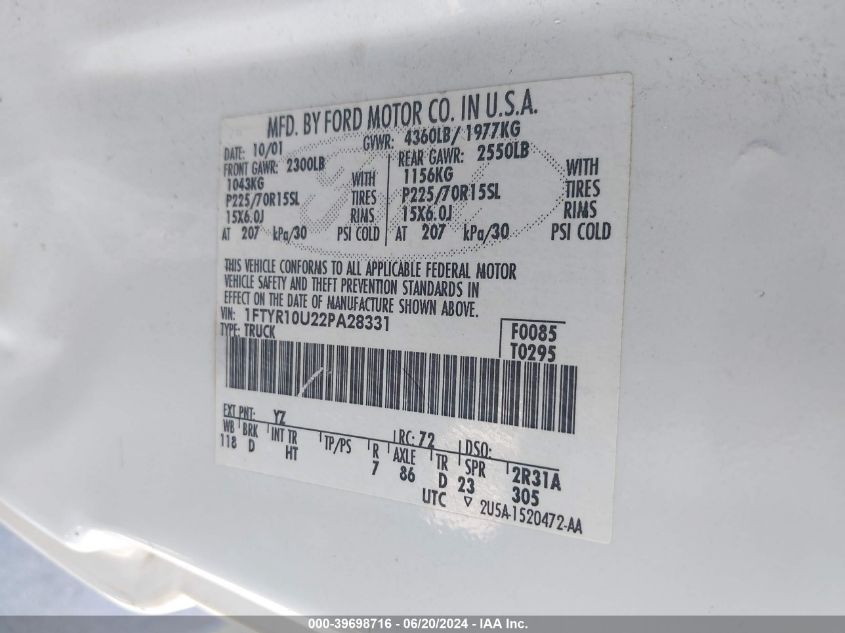 MFD. BY FORD MOTOR CO. IN U.S.A.
DATE: 10/01 GVWR: 4360LB/ 1977KG
FRONT GAWR: 2300LB REAR GAWR: 2550LB
1043KG WITH 1156KG WITH
P225/70R15SL TIRES P225/70R15SL TIRES
15X6.0J RIMS 15X6.0J RIMS
AT 207 kPa/30 PSI COLD AT 207 kPa/30 PSI COLD
THIS VEHICLE CONFORMS TO ALL APPLICABLE FEDERAL MOTOR
VEHICLE SAFETY AND THEFT PREVENTION STANDARDS IN
EFFECT ON THE DATE OF MANUFACTURE SHOWN ABOVE.
VIN: 1FTYR10U22PA28331 F0085
TYPE: TRUCK T0295
EXT PNT: YZ RC: 72 DSO:
WB BRK INT TR TP/PS R AXLE TR SPR 2R31A
118 D HT 7 86 D 23 305
UTC ▽ 2U5A-1520472-AA
000-39698716 - 06/20/2024 - IAA Inc.